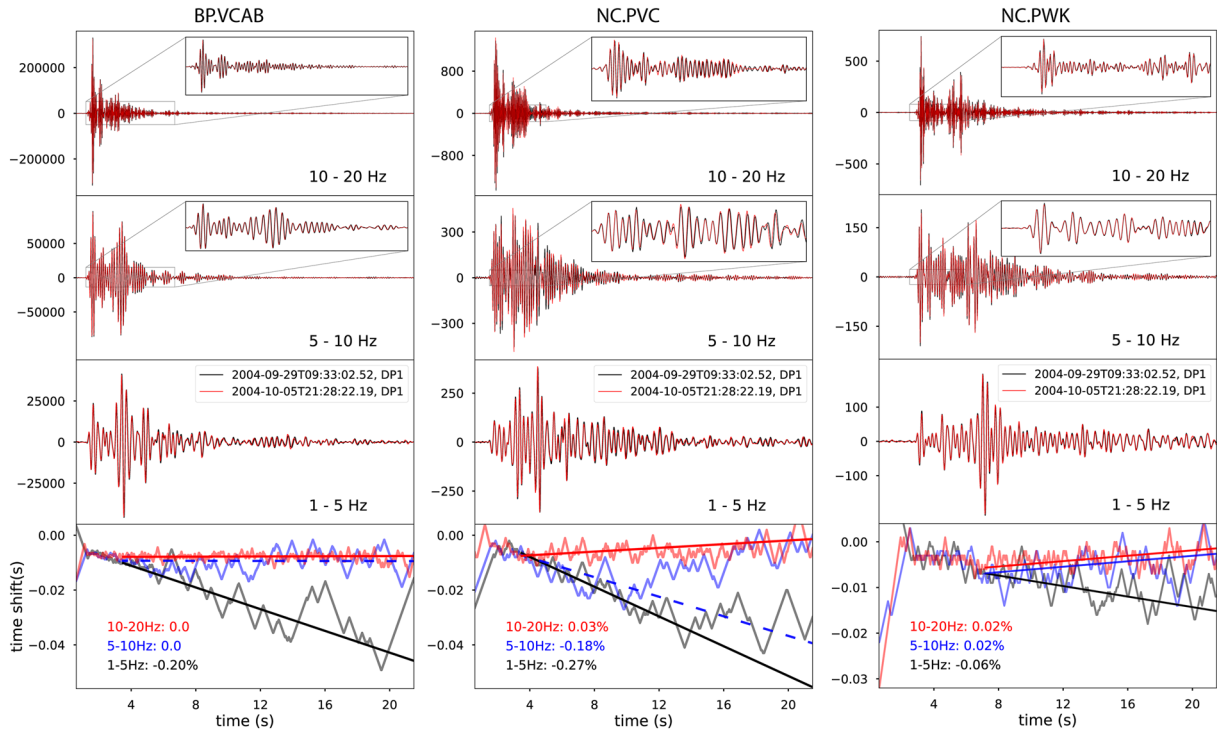 BP.VCAB
NC.PVC
NC.PWK
200000
0
−200000
10 - 20 Hz
800
0
−800
10 - 20 Hz
500
0
−500
10 - 20 Hz
50000
0
−50000
5 - 10 Hz
300
0
−300
5 - 10 Hz
150
0
−150
5 - 10 Hz
25000
0
−25000
2004-09-29T09:33:02.52, DP1
2004-10-05T21:28:22.19, DP1
1 - 5 Hz
250
0
−250
2004-09-29T09:33:02.52, DP1
2004-10-05T21:28:22.19, DP1
1 - 5 Hz
100
0
−100
2004-09-29T09:33:02.52, DP1
2004-10-05T21:28:22.19, DP1
1 - 5 Hz
time shift(s)
0.00
−0.02
−0.04
10-20Hz: 0.0
5-10Hz: 0.0
1-5Hz: -0.20%
4 8 12 16 20
time (s)
0.00
−0.02
−0.04
10-20Hz: 0.03%
5-10Hz: -0.18%
1-5Hz: -0.27%
4 8 12 16 20
time (s)
0.00
−0.01
−0.02
−0.03
10-20Hz: 0.02%
5-10Hz: 0.02%
1-5Hz: -0.06%
4 8 12 16 20
time (s)